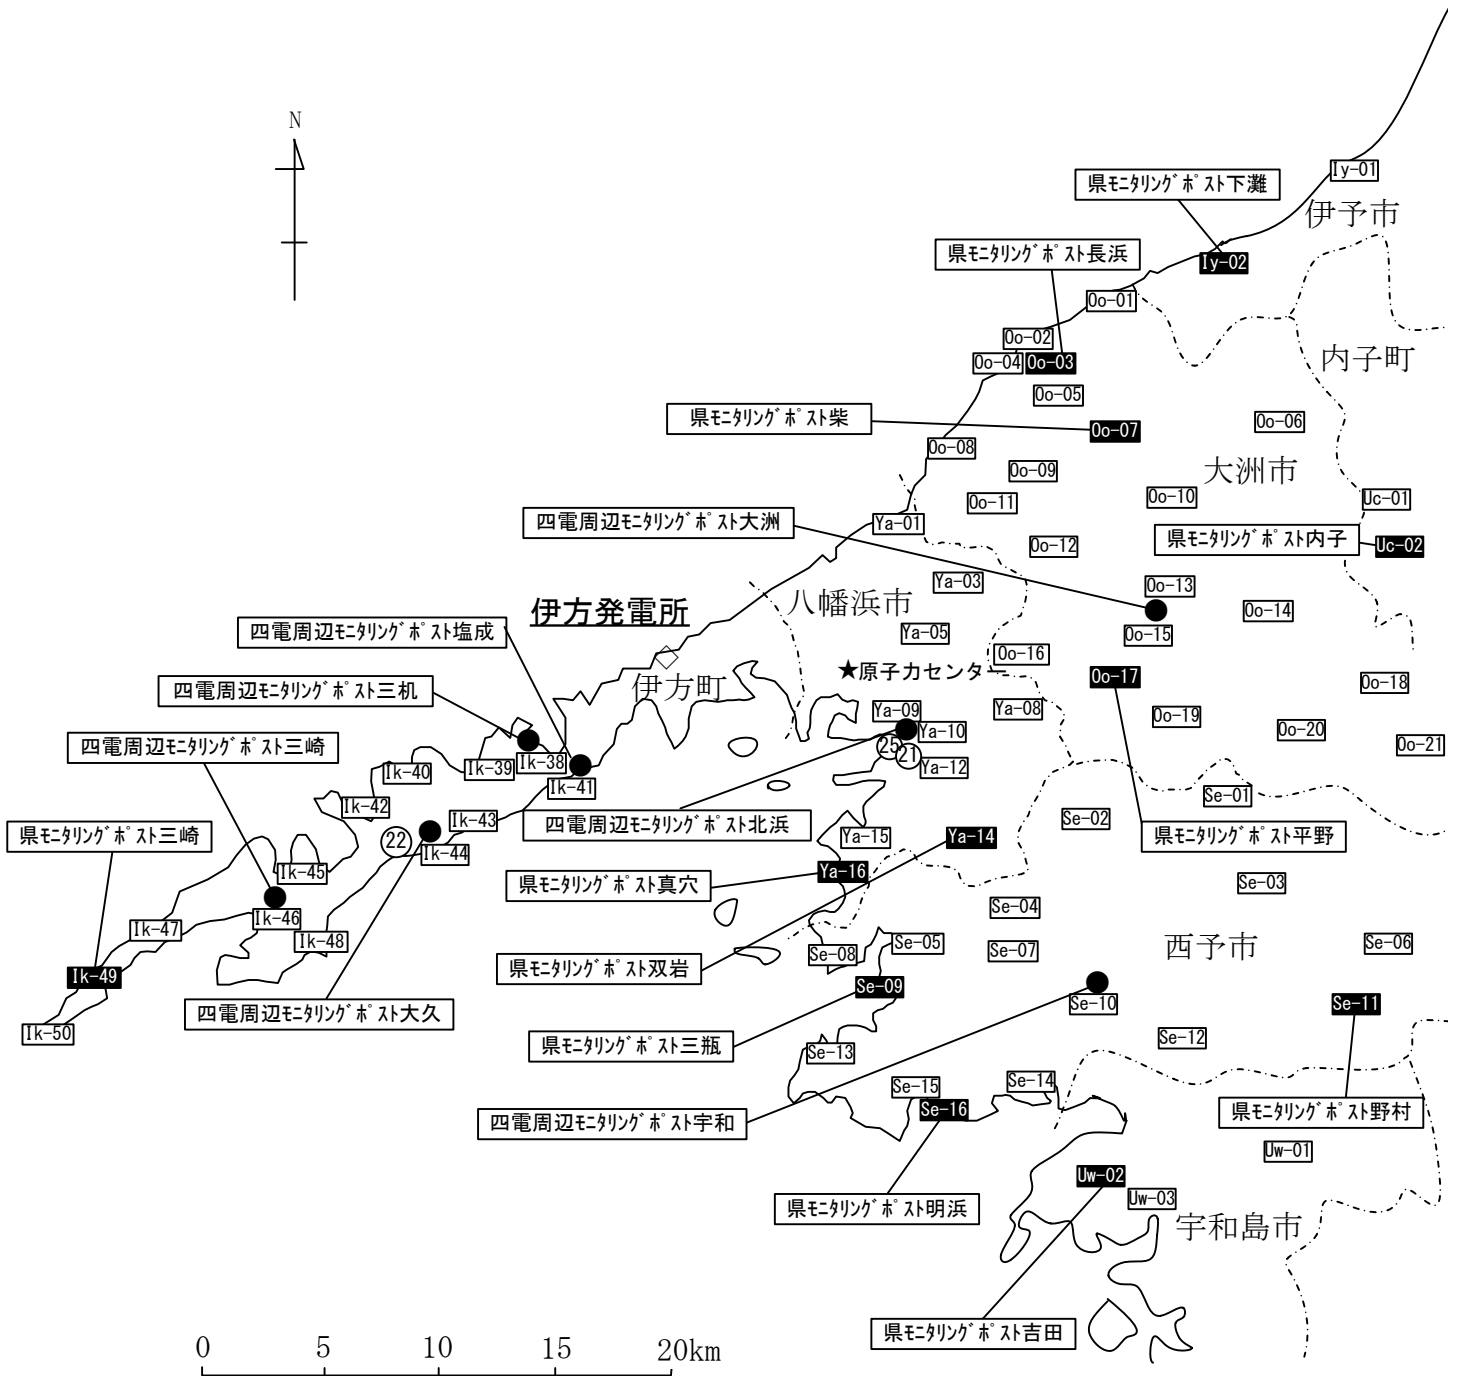 N
Iy-01
県モニタリングポスト下灘
伊予市
県モニタリングポスト長浜
Iy-02
Oo-01
Oo-02
内子町
Oo-04
Oo-03
Oo-05
県モニタリングポスト柴
Oo-07
Oo-06
Oo-08
Oo-09
大洲市
Oo-11
Oo-10
Uc-01
四電周辺モニタリングポスト大洲
Ya-01
県モニタリングポスト内子
Oo-12
Uc-02
Ya-03
Oo-13
八幡浜市
伊方発電所
Oo-14
四電周辺モニタリングポスト塩成
Ya-05
Oo-15
Oo-16
★原子力センター
Oo-17
伊方町
Oo-18
四電周辺モニタリングポスト三机
Ya-09
Ya-08
Oo-19
Ya-10
Oo-20
四電周辺モニタリングポスト三崎
25
21
Oo-21
Ik-38
Ik-39
Ik-40
Ya-12
Ik-41
Se-01
Ik-42
Ik-43
四電周辺モニタリングポスト北浜
Se-02
県モニタリングポスト三崎
22
Ya-15
Ya-14
県モニタリングポスト平野
Ik-44
Ik-45
Ya-16
県モニタリングポスト真穴
Se-03
Se-04
Ik-46
Ik-47
Ik-48
Se-05
西予市
Se-06
Se-08
Se-07
県モニタリングポスト双岩
Ik-49
Se-09
Se-10
Se-11
四電周辺モニタリングポスト大久
Ik-50
県モニタリングポスト三瓶
Se-12
Se-13
Se-14
Se-15
Se-16
県モニタリングポスト野村
四電周辺モニタリングポスト宇和
Uw-01
Uw-02
Uw-03
県モニタリングポスト明浜
宇和島市
県モニタリングポスト吉田
0 5 10 15 20km